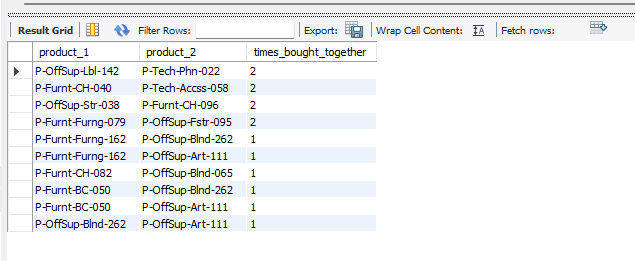 Result Grid Filter Rows: Export: Wrap Cell Content: IA Fetch rows:
product_1 product_2 times_bought_together
P-OffSup-Lbl-142 P-Tech-Phn-022 2
P-Furnt-CH-040 P-Tech-Accss-058 2
P-OffSup-Str-038 P-Furnt-CH-096 2
P-Furnt-Furng-079 P-OffSup-Fstr-095 2
P-Furnt-Furng-162 P-OffSup-Blnd-262 1
P-Furnt-Furng-162 P-OffSup-Art-111 1
P-Furnt-CH-082 P-OffSup-Blnd-065 1
P-Furnt-BC-050 P-OffSup-Blnd-262 1
P-Furnt-BC-050 P-OffSup-Art-111 1
P-OffSup-Blnd-262 P-OffSup-Art-111 1